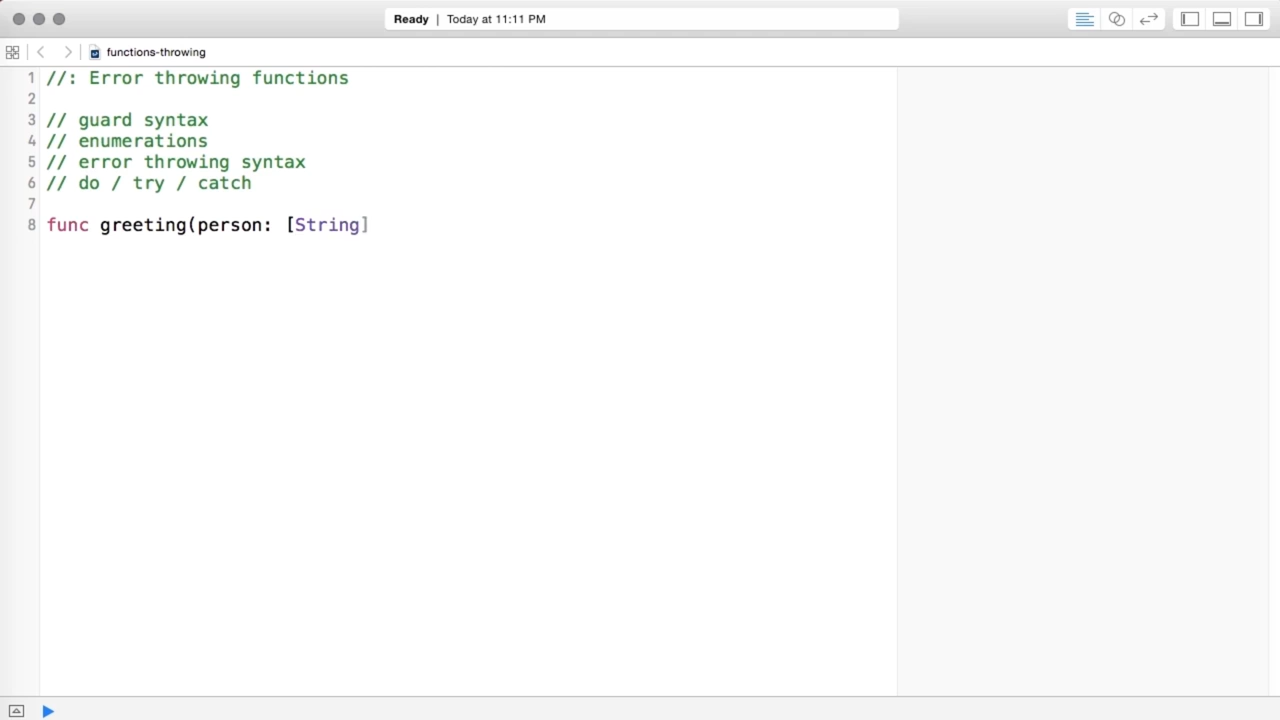 Ready | Today at 11:11 PM
functions-throwing
1 //: Error throwing functions
2
3 // guard syntax
4 // enumerations
5 // error throwing syntax
6 // do / try / catch
7
8 func greeting(person: [String]